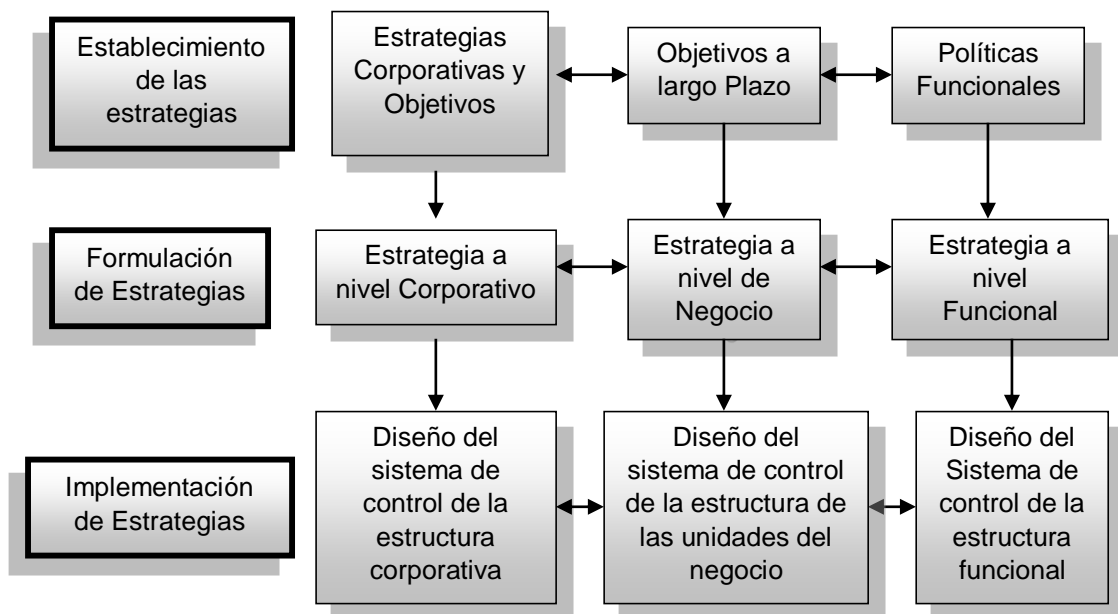 Establecimiento
de las
estrategias
Estrategias
Corporativas y
Objetivos
Objetivos a
largo Plazo
Políticas
Funcionales
Formulación
de Estrategias
Estrategia a
nivel Corporativo
Estrategia a
nivel de
Negocio
Estrategia a
nivel
Funcional
Implementación
de Estrategias
Diseño del
sistema de
control de la
estructura
corporativa
Diseño del
sistema de control
de la estructura de
las unidades del
negocio
Diseño del
Sistema de
control de la
estructura
funcional